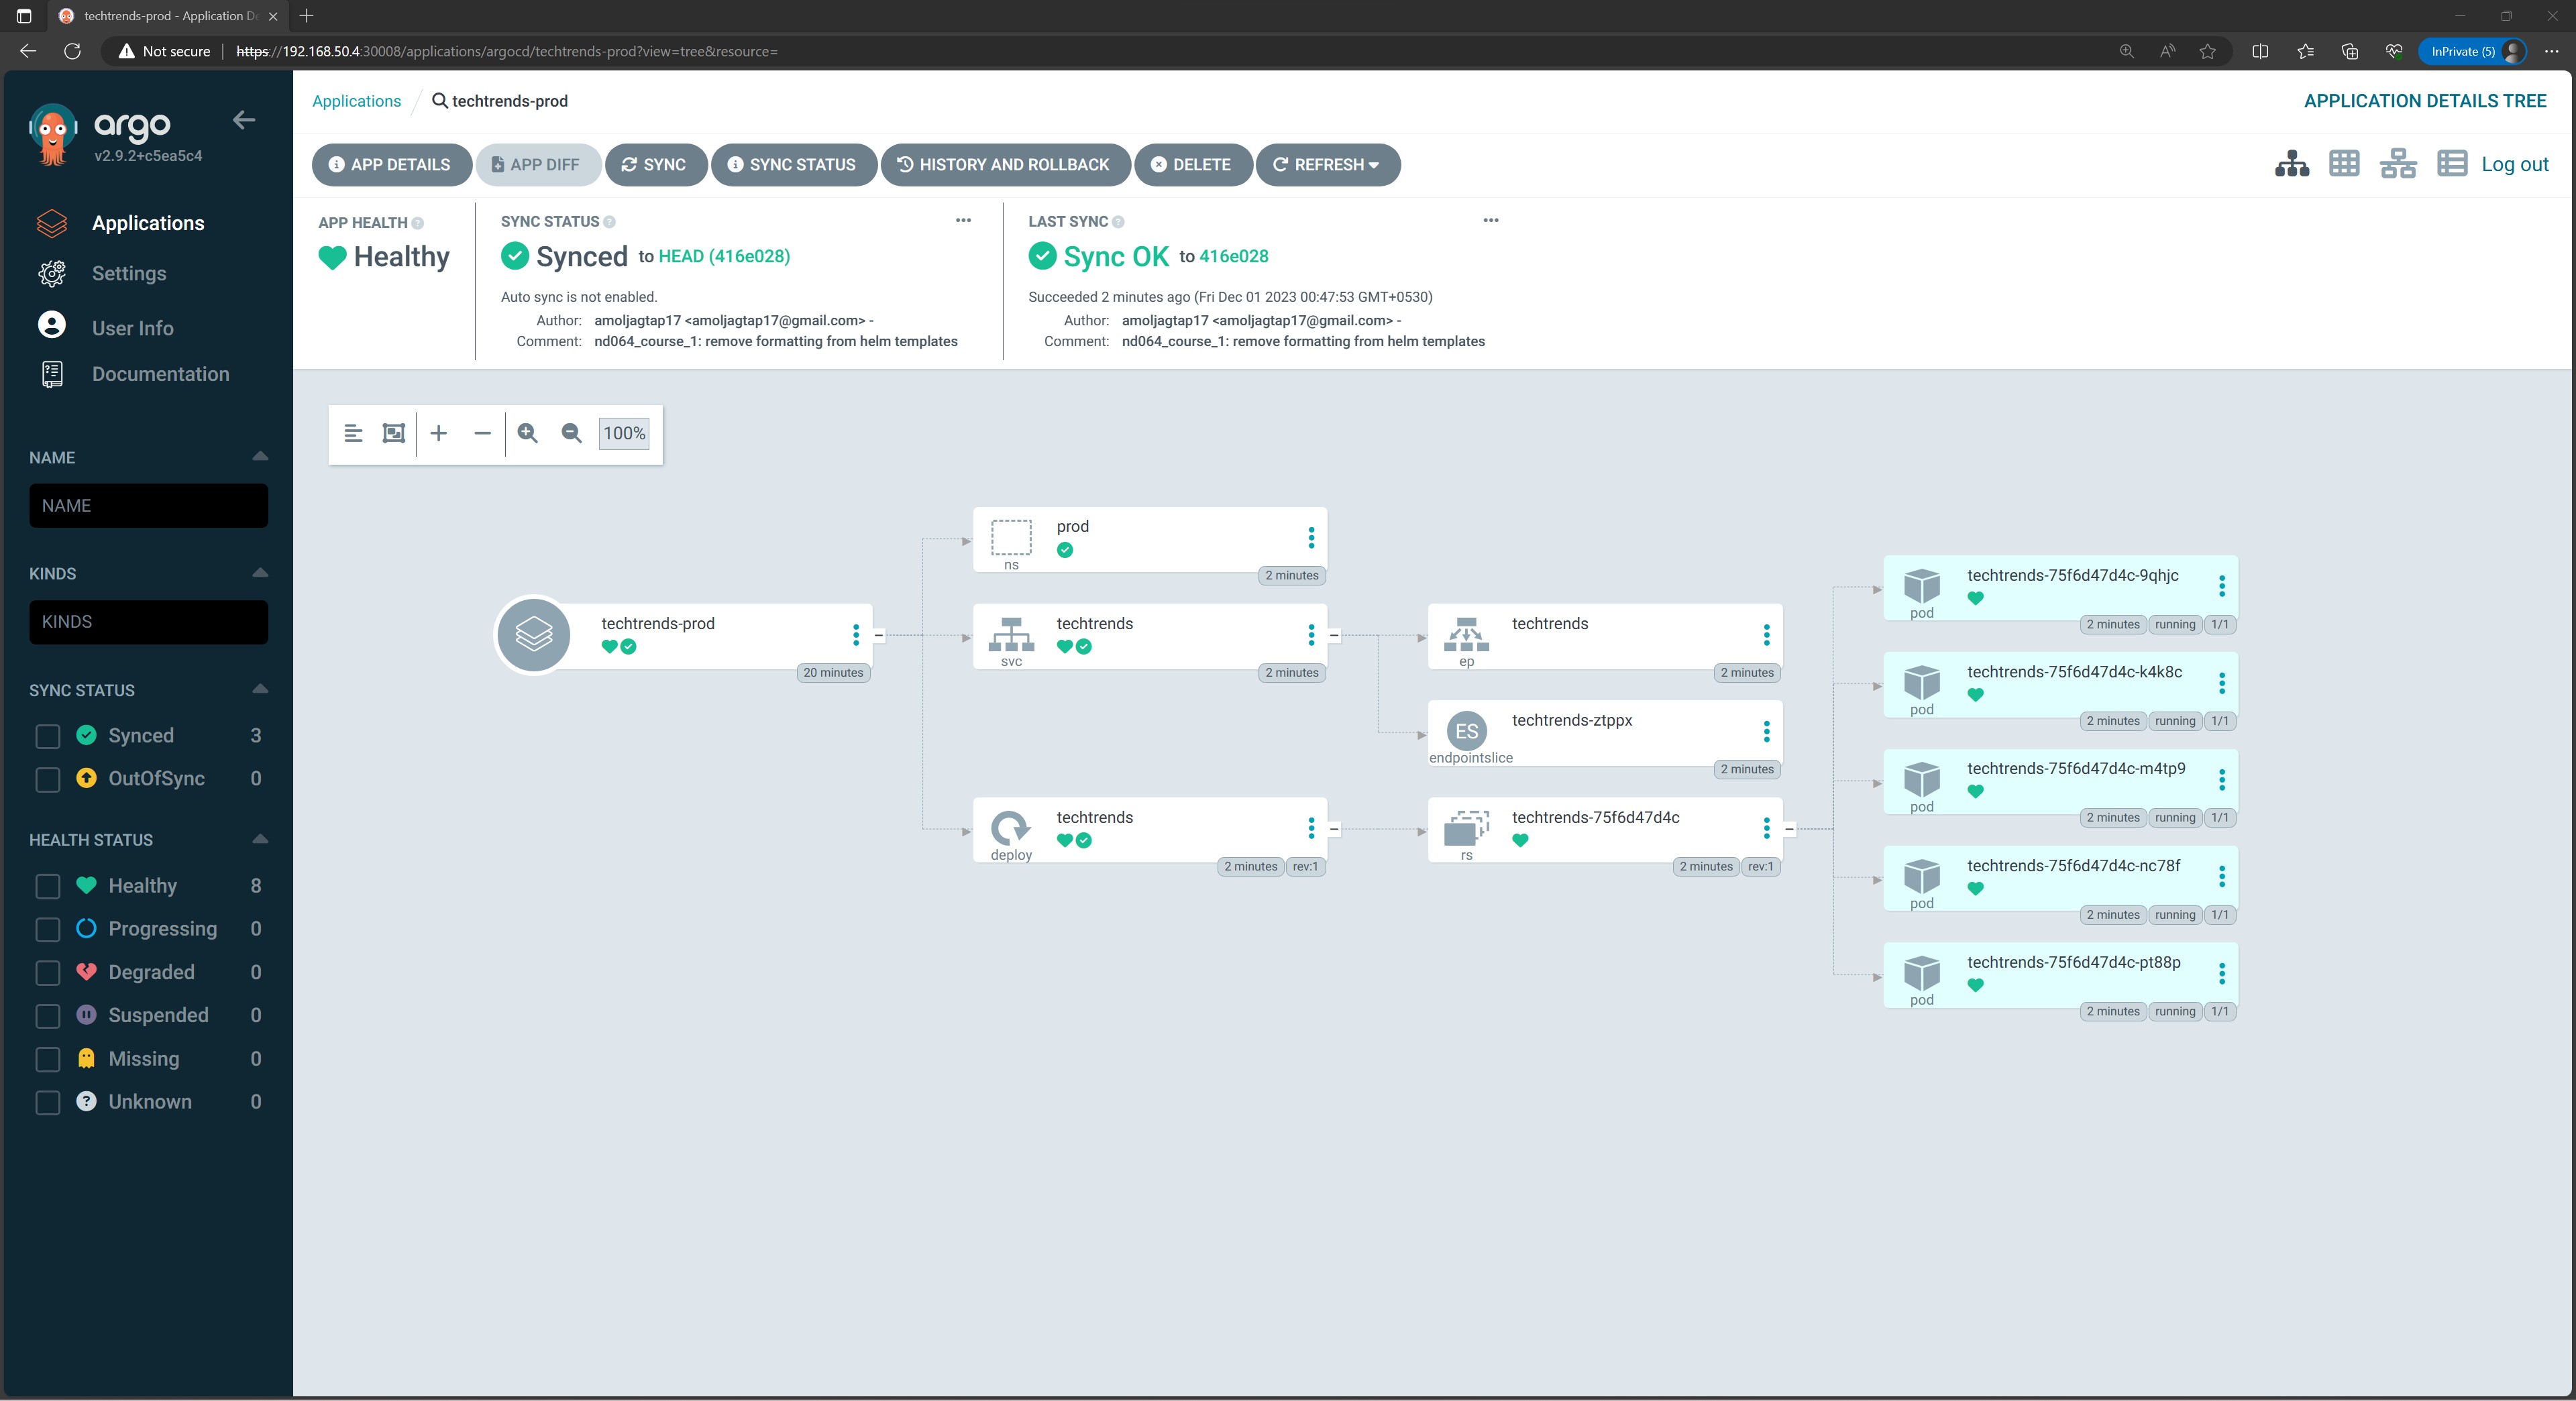 techtrends-prod - Application De
Not secure
https://192.168.50.4:30008/applications/argocd/techtrends-prod?view=tree&resource=
InPrivate (5)
argo
v2.9.2+c5ea5c4
Applications
Settings
User Info
Documentation
NAME
NAME
KINDS
KINDS
SYNC STATUS
Synced 3
OutOfSync 0
HEALTH STATUS
Healthy 8
Progressing 0
Degraded 0
Suspended 0
Missing 0
Unknown 0
Applications / techtrends-prod
APPLICATION DETAILS TREE
APP DETAILS APP DIFF SYNC SYNC STATUS HISTORY AND ROLLBACK DELETE REFRESH
Log out
APP HEALTH
Healthy
SYNC STATUS
Synced to HEAD (416e028)
Auto sync is not enabled.
Author: amoljagtap17 <amoljagtap17@gmail.com> -
Comment: nd064_course_1: remove formatting from helm templates
LAST SYNC
Sync OK to 416e028
Succeeded 2 minutes ago (Fri Dec 01 2023 00:47:53 GMT+0530)
Author: amoljagtap17 <amoljagtap17@gmail.com> -
Comment: nd064_course_1: remove formatting from helm templates
100%
techtrends-prod
20 minutes
prod
ns
2 minutes
techtrends
svc
2 minutes
techtrends
deploy
2 minutes rev:1
techtrends
ep
2 minutes
ES
techtrends-ztppx
endpointslice
2 minutes
techtrends-75f6d47d4c
rs
2 minutes rev:1
techtrends-75f6d47d4c-9qhjc
pod
2 minutes running 1/1
techtrends-75f6d47d4c-k4k8c
pod
2 minutes running 1/1
techtrends-75f6d47d4c-m4tp9
pod
2 minutes running 1/1
techtrends-75f6d47d4c-nc78f
pod
2 minutes running 1/1
techtrends-75f6d47d4c-pt88p
pod
2 minutes running 1/1